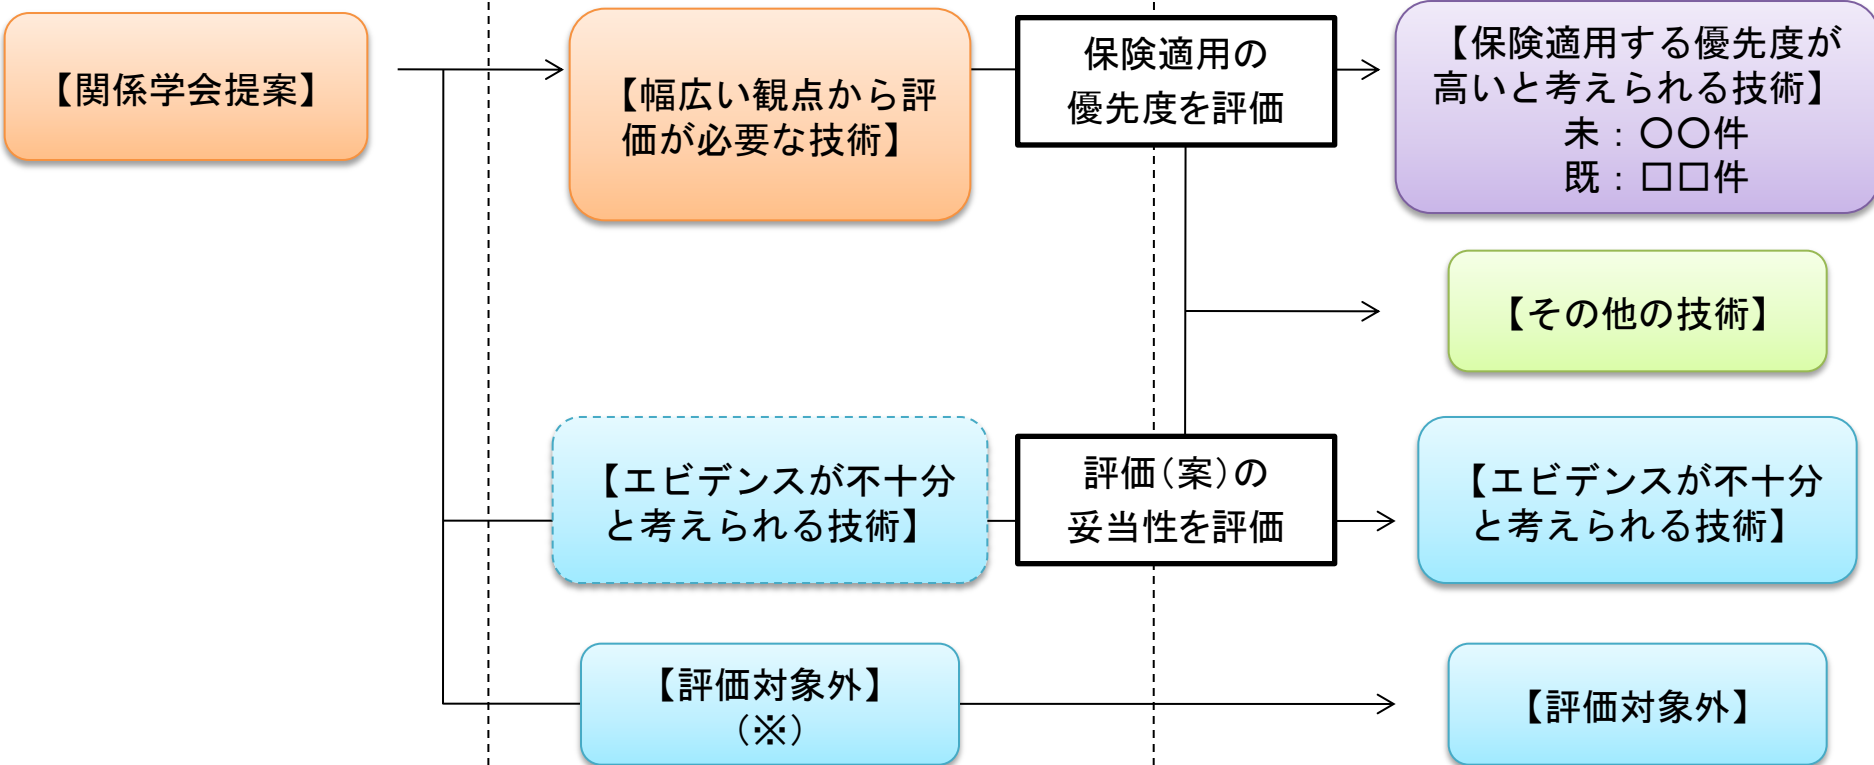 【関係学会提案】
【幅広い観点から評
価が必要な技術】
保険適用の
優先度を評価
【保険適用する優先度が
高いと考えられる技術】
未：〇〇件
既：□□件
【その他の技術】
【エビデンスが不十分
と考えられる技術】
評価（案）の
妥当性を評価
【エビデンスが不十分
と考えられる技術】
【評価対象外】
（※）
【評価対象外】